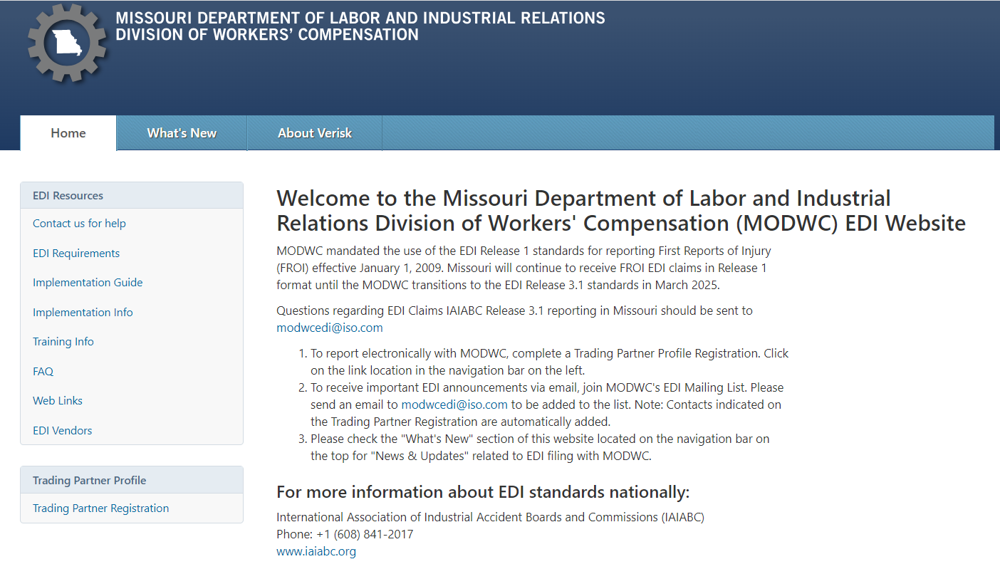 MISSOURI DEPARTMENT OF LABOR AND INDUSTRIAL RELATIONS
DIVISION OF WORKERS’ COMPENSATION
Home
What's New
About Verisk
EDI Resources
Contact us for help
EDI Requirements
Implementation Guide
Implementation Info
Training Info
FAQ
Web Links
EDI Vendors
Trading Partner Profile
Trading Partner Registration
Welcome to the Missouri Department of Labor and Industrial
Relations Division of Workers' Compensation (MODWC) EDI Website
MODWC mandated the use of the EDI Release 1 standards for reporting First Reports of Injury
(FROI) effective January 1, 2009. Missouri will continue to receive FROI EDI claims in Release 1
format until the MODWC transitions to the EDI Release 3.1 standards in March 2025.
Questions regarding EDI Claims IAIABC Release 3.1 reporting in Missouri should be sent to
modwcedi@iso.com
1. To report electronically with MODWC, complete a Trading Partner Profile Registration. Click
on the link location in the navigation bar on the left.
2. To receive important EDI announcements via email, join MODWC's EDI Mailing List. Please
send an email to modwcedi@iso.com to be added to the list. Note: Contacts indicated on
the Trading Partner Registration are automatically added.
3. Please check the "What's New" section of this website located on the navigation bar on
the top for "News & Updates" related to EDI filing with MODWC.
For more information about EDI standards nationally:
International Association of Industrial Accident Boards and Commissions (IAIABC)
Phone: +1 (608) 841-2017
www.iaiabc.org